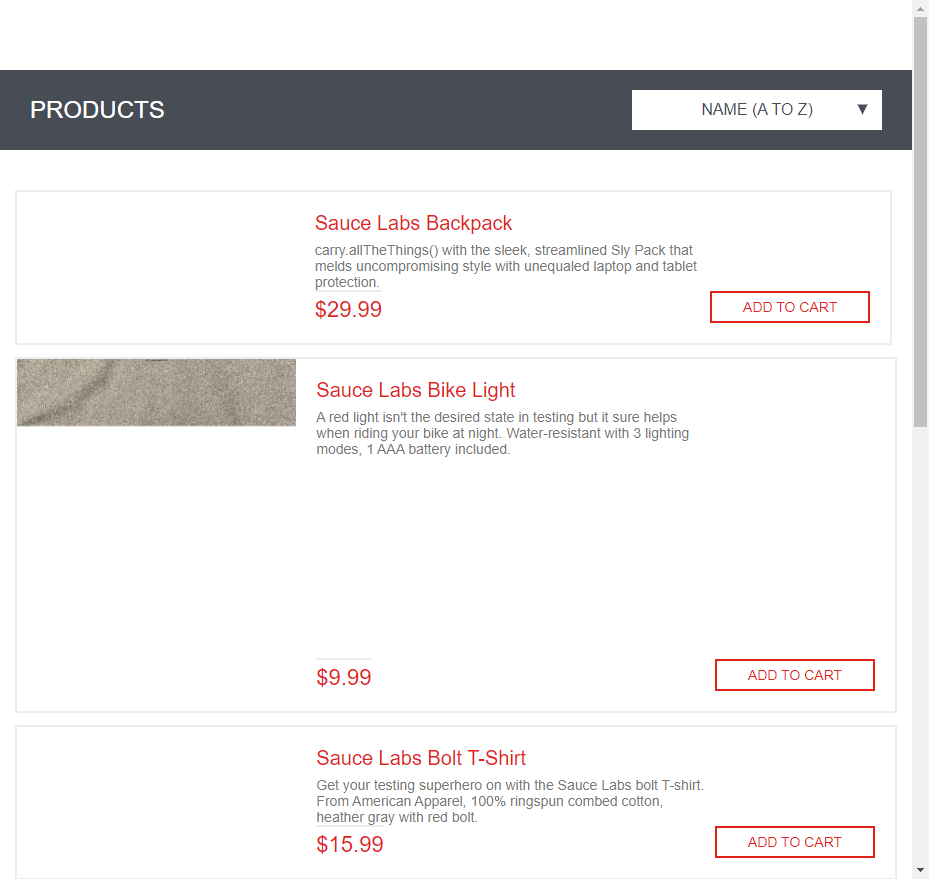 PRODUCTS
NAME (A TO Z)
Sauce Labs Backpack
carry.allTheThings() with the sleek, streamlined Sly Pack that
melds uncompromising style with unequaled laptop and tablet
protection.
$29.99
ADD TO CART
Sauce Labs Bike Light
A red light isn't the desired state in testing but it sure helps
when riding your bike at night. Water-resistant with 3 lighting
modes, 1 AAA battery included.
$9.99
ADD TO CART
Sauce Labs Bolt T-Shirt
Get your testing superhero on with the Sauce Labs bolt T-shirt.
From American Apparel, 100% ringspun combed cotton,
heather gray with red bolt.
$15.99
ADD TO CART